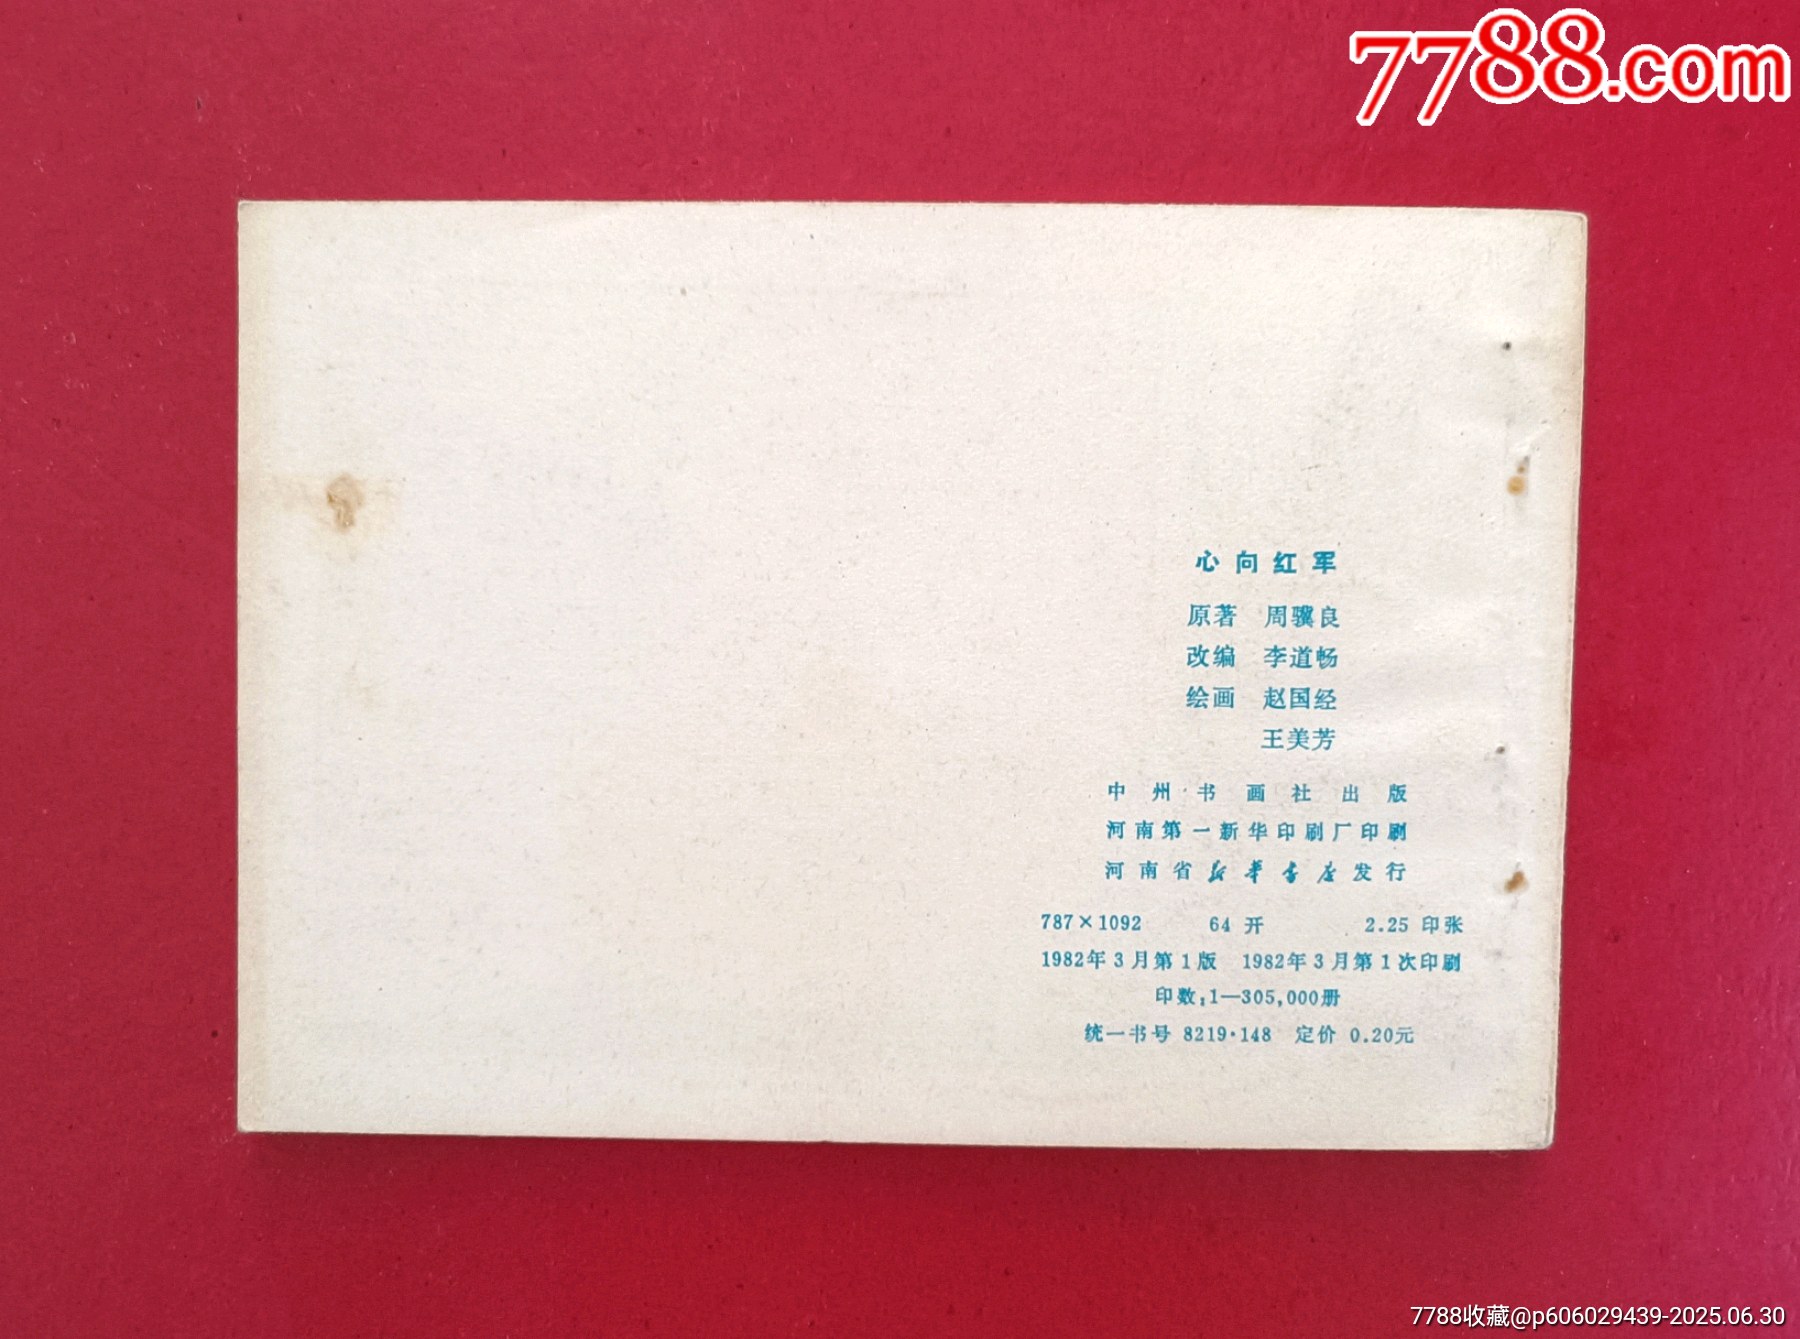 7788.com
心向红军
原著 周骥良
改编 李道畅
绘画 赵国经
王美芳
中州书画社出版
河南第一新华印刷厂印刷
河南省新华书店发行
787×1092 64开 2.25印张
1982年3月第1版 1982年3月第1次印刷
印数:1—305,000册
统一书号 8219·148 定价 0.20元
7788收藏@p606029439-2025.06.30